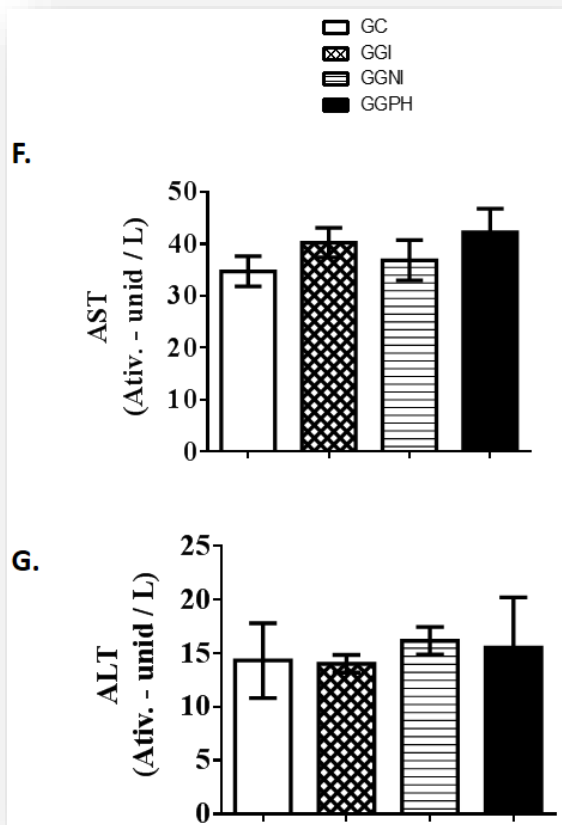 GC
GGI
GGNI
GGPH
F.
AST
(Ativ. - unid / L)
50
40
30
20
10
0
G.
ALT
(Ativ. - unid / L)
25
20
15
10
5
0